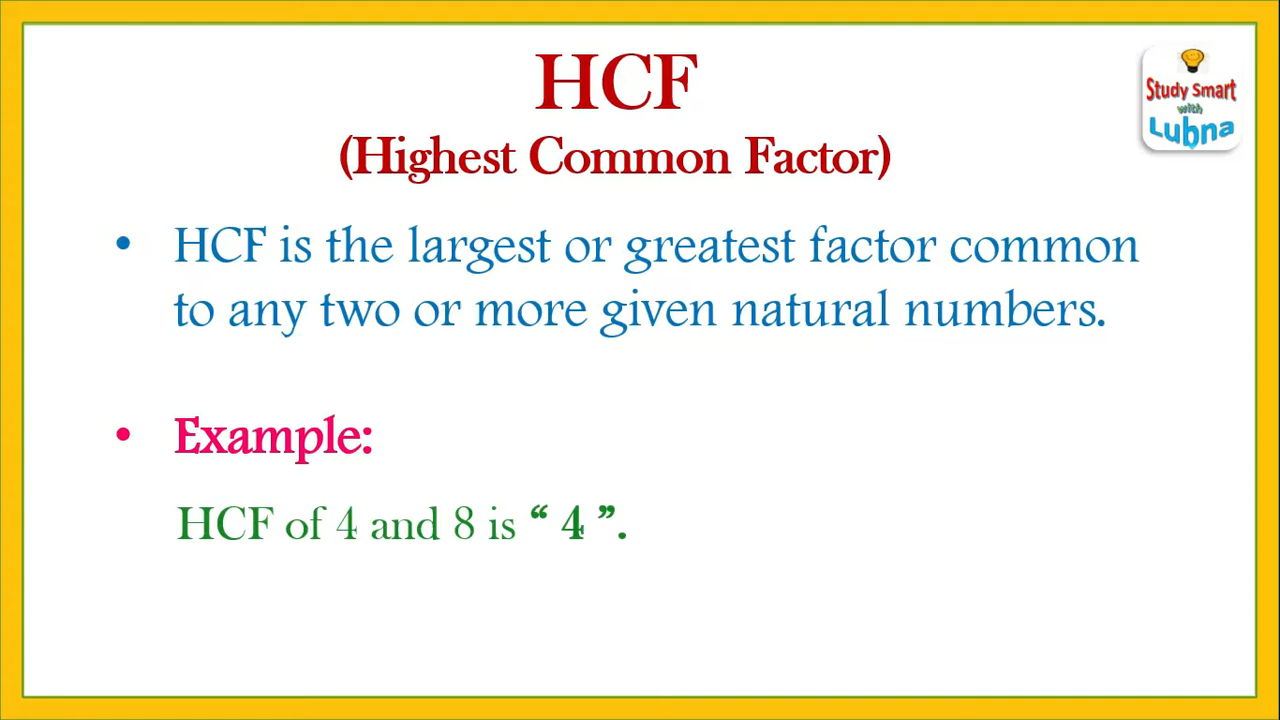 HCF
(Highest Common Factor)
Study Smart
with
Lubna
• HCF is the largest or greatest factor common
to any two or more given natural numbers.
• Example:
HCF of 4 and 8 is “ 4 ”.